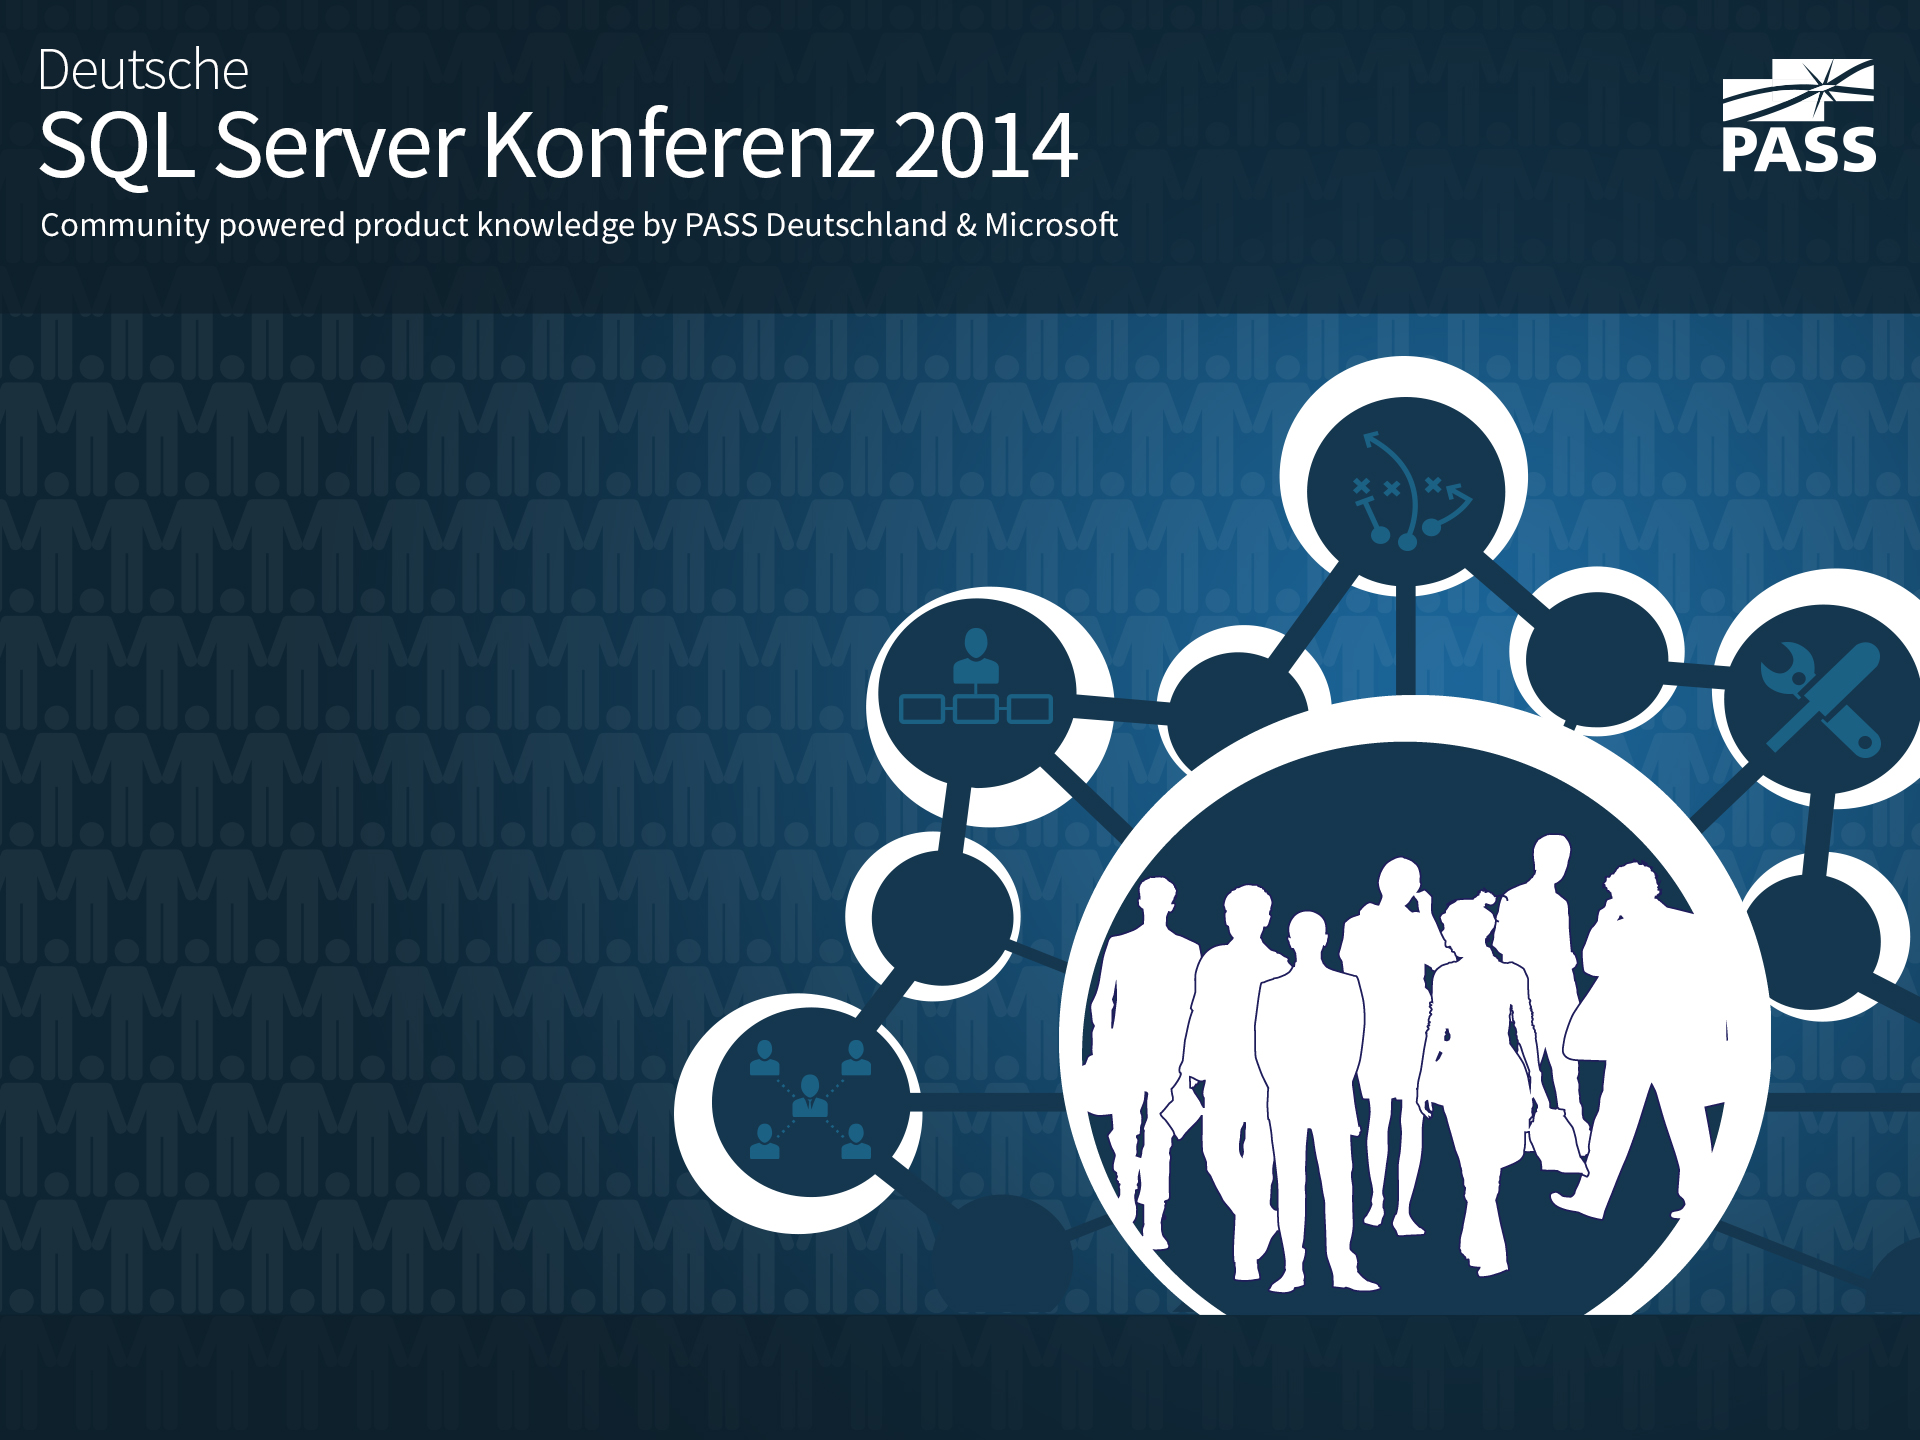 Deutsche
SQL Server Konferenz 2014
Community powered product knowledge by PASS Deutschland & Microsoft
PASS